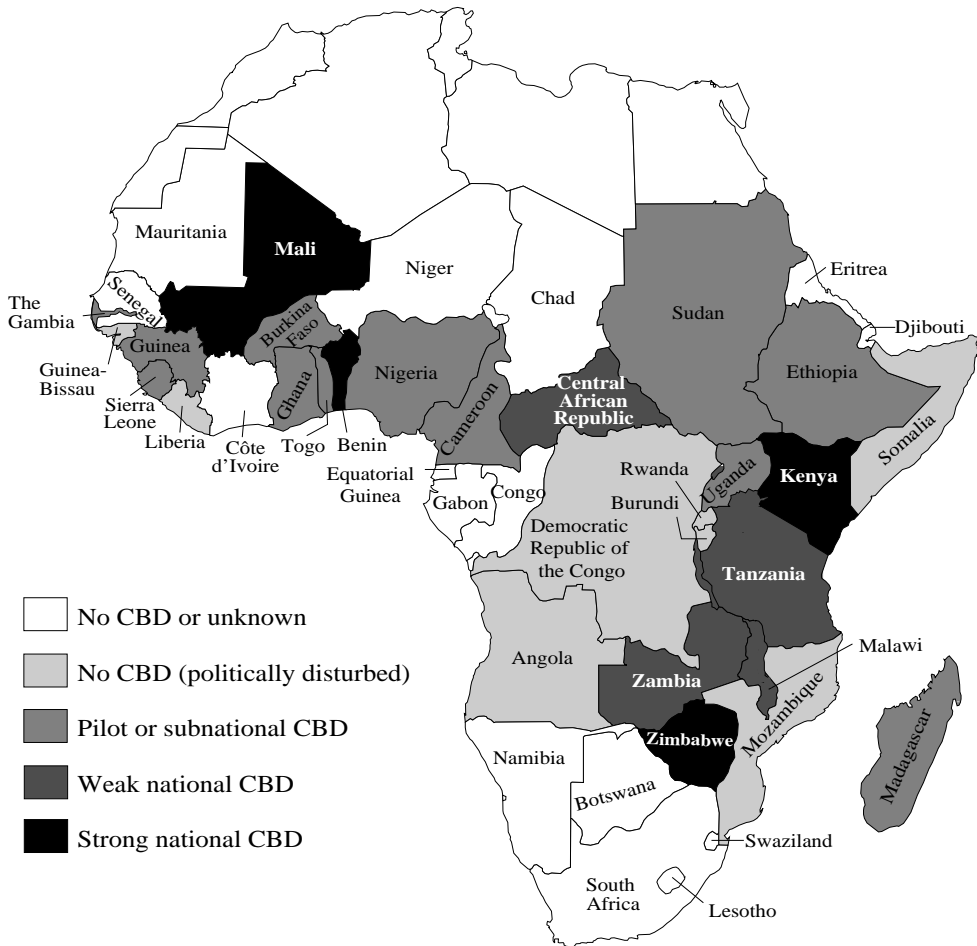 Mauritania
Mali
Niger
Chad
Sudan
Eritrea
Djibouti
Senegal
The
Gambia
Guinea-
Bissau
Guinea
Sierra
Leone
Liberia
Côte
d'Ivoire
Burkina
Faso
Ghana
Togo
Benin
Nigeria
Cameroon
Central
African
Republic
Ethiopia
Somalia
Equatorial
Guinea
Gabon
Congo
Democratic
Republic of
the Congo
Rwanda
Burundi
Uganda
Kenya
Tanzania
Angola
Zambia
Malawi
Mozambique
Zimbabwe
Madagascar
Namibia
Botswana
Swaziland
South
Africa
Lesotho
No CBD or unknown
No CBD (politically disturbed)
Pilot or subnational CBD
Weak national CBD
Strong national CBD